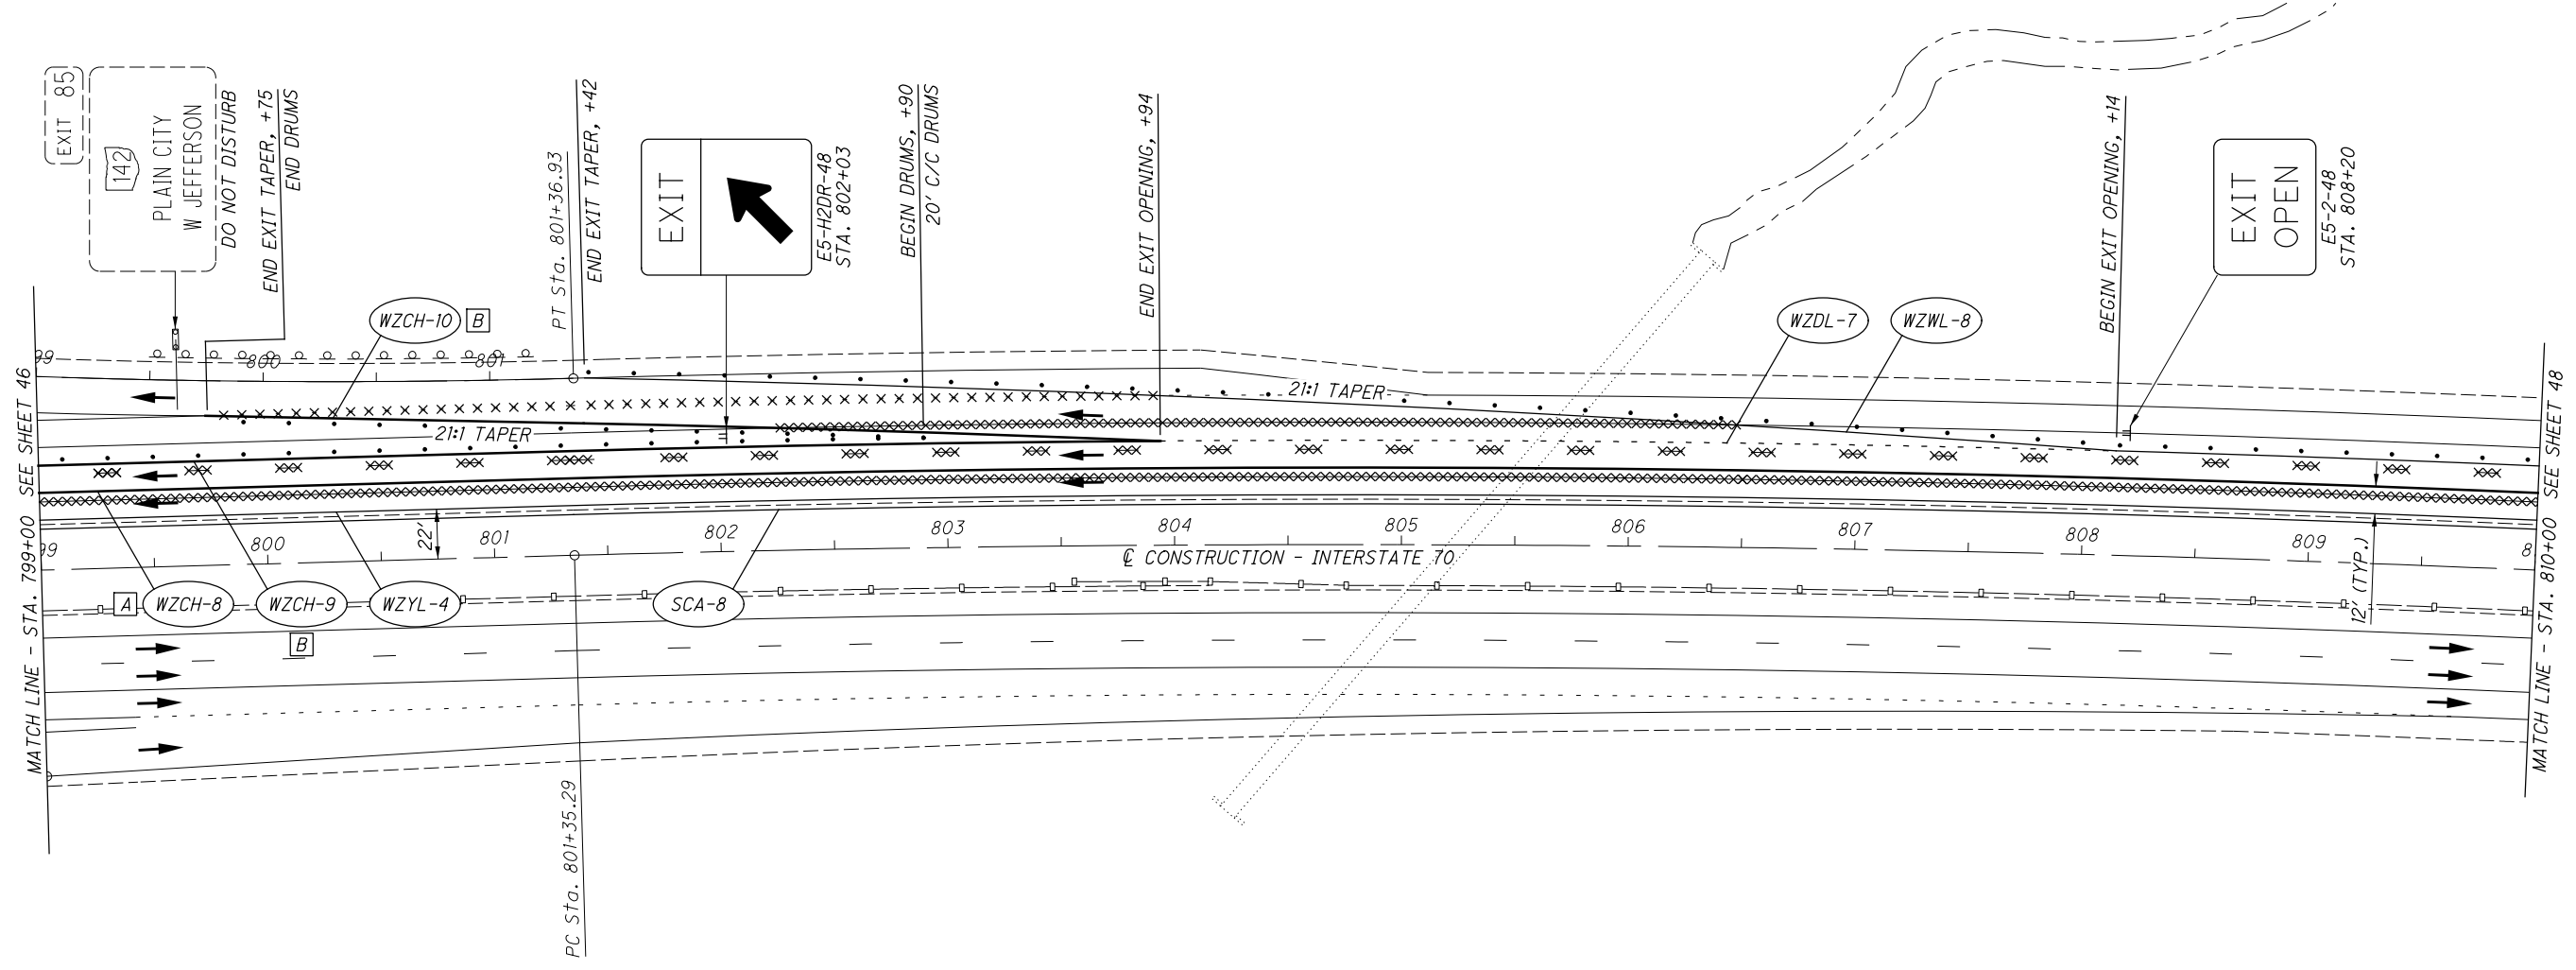 EXIT 85
142
PLAIN CITY
W JEFFERSON
DO NOT DISTURB
END EXIT TAPER, +75
END DRUMS
PT Sta. 801+36.93
END EXIT TAPER, +42
EXIT
E5-H2DR-48
STA. 802+03
BEGIN DRUMS, +90
20' C/C DRUMS
END EXIT OPENING, +94
BEGIN EXIT OPENING, +14
EXIT
OPEN
E5-2-48
STA. 808+20
WZCH-10 B
WZDL-7
WZWL-8
99 800 801
21:1 TAPER
21:1 TAPER
MATCH LINE - STA. 799+00 SEE SHEET 46
MATCH LINE - STA. 810+00 SEE SHEET 48
22'
99 800 801 802 803 804 805 806 807 808 809 8
℄ CONSTRUCTION - INTERSTATE 70
12' (TYP.)
A WZCH-8
WZCH-9
B
WZYL-4
SCA-8
PC Sta. 801+35.29